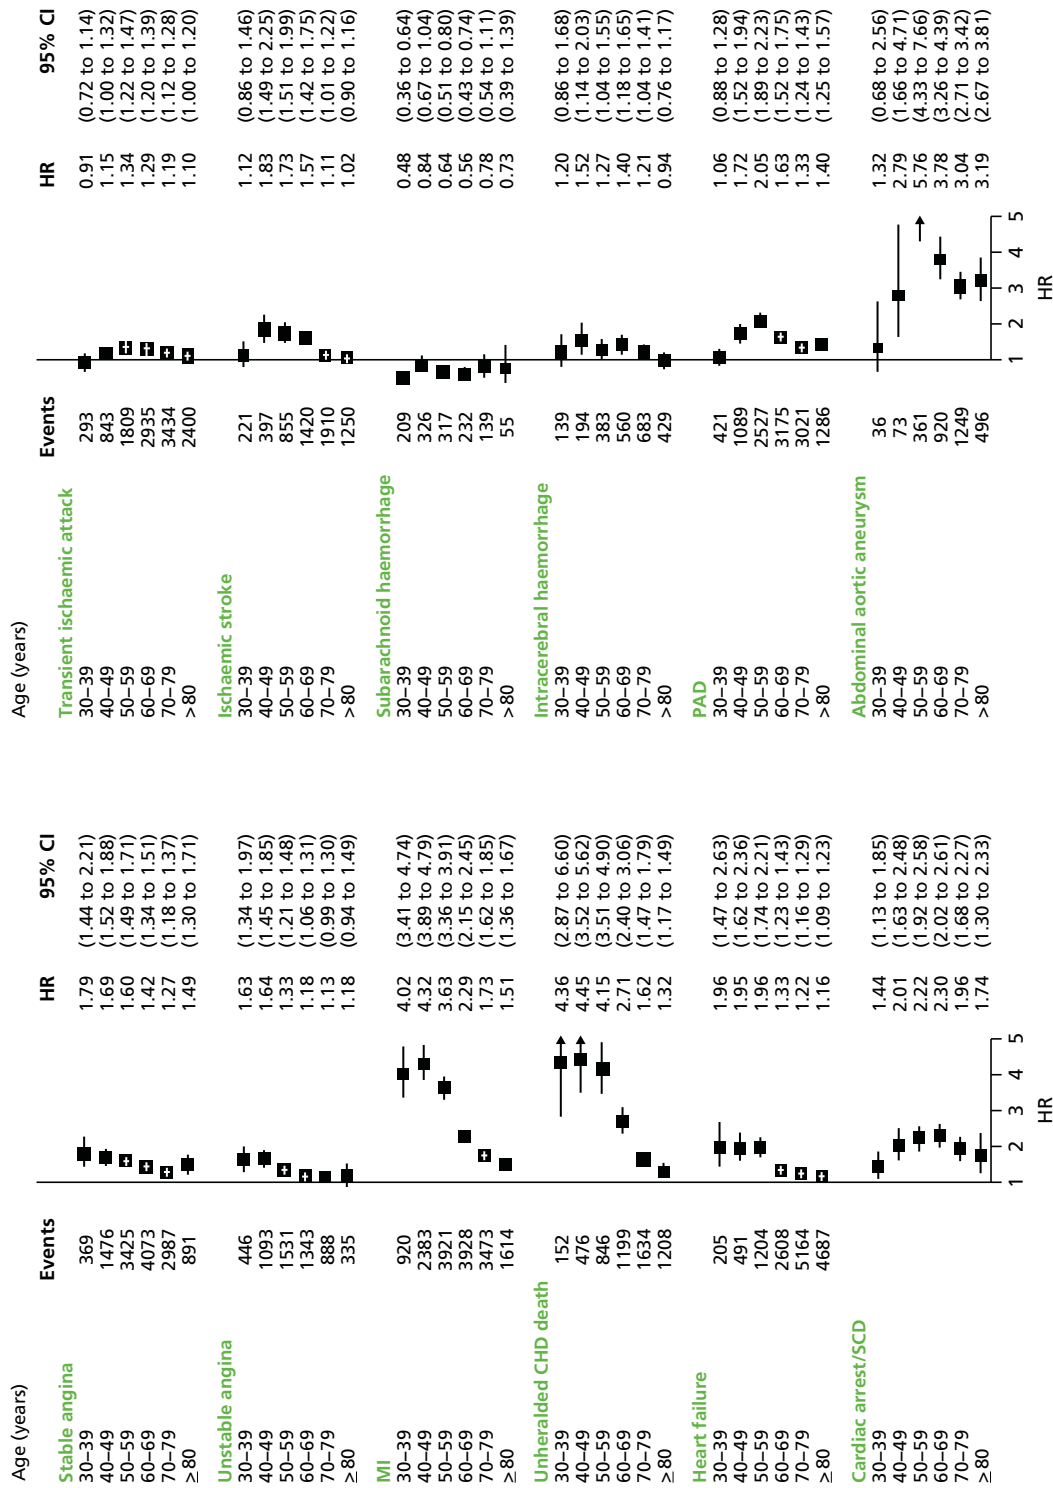 Age (years) Events HR 95% CI
Stable angina
30–39 369 1.79 (1.44 to 2.21)
40–49 1476 1.69 (1.52 to 1.88)
50–59 3425 1.60 (1.49 to 1.71)
60–69 4073 1.42 (1.34 to 1.51)
70–79 2987 1.27 (1.18 to 1.37)
≥80 891 1.49 (1.30 to 1.71)
Unstable angina
30–39 446 1.63 (1.34 to 1.97)
40–49 1093 1.64 (1.45 to 1.85)
50–59 1531 1.33 (1.21 to 1.48)
60–69 1343 1.18 (1.06 to 1.31)
70–79 888 1.13 (0.99 to 1.30)
≥80 335 1.18 (0.94 to 1.49)
MI
30–39 920 4.02 (3.41 to 4.74)
40–49 2383 4.32 (3.89 to 4.79)
50–59 3921 3.63 (3.36 to 3.91)
60–69 3928 2.29 (2.15 to 2.45)
70–79 3473 1.73 (1.62 to 1.85)
≥80 1614 1.51 (1.36 to 1.67)
Unheralded CHD death
30–39 152 4.36 (2.87 to 6.60)
40–49 476 4.45 (3.52 to 5.62)
50–59 846 4.15 (3.51 to 4.90)
60–69 1199 2.71 (2.40 to 3.06)
70–79 1634 1.62 (1.47 to 1.79)
≥80 1208 1.32 (1.17 to 1.49)
Heart failure
30–39 205 1.96 (1.47 to 2.63)
40–49 491 1.95 (1.62 to 2.36)
50–59 1204 1.96 (1.74 to 2.21)
60–69 2608 1.33 (1.23 to 1.43)
70–79 5164 1.22 (1.16 to 1.29)
≥80 4687 1.16 (1.09 to 1.23)
Cardiac arrest/SCD
30–39 1.44 (1.13 to 1.85)
40–49 2.01 (1.63 to 2.48)
50–59 2.22 (1.92 to 2.58)
60–69 2.30 (2.02 to 2.61)
70–79 1.96 (1.68 to 2.27)
≥80 1.74 (1.30 to 2.33)
1 2 3 4 5
HR
Age (years) Events HR 95% CI
Transient ischaemic attack
30–39 293 0.91 (0.72 to 1.14)
40–49 843 1.15 (1.00 to 1.32)
50–59 1809 1.34 (1.22 to 1.47)
60–69 2935 1.29 (1.20 to 1.39)
70–79 3434 1.19 (1.12 to 1.28)
>80 2400 1.10 (1.00 to 1.20)
Ischaemic stroke
30–39 221 1.12 (0.86 to 1.46)
40–49 397 1.83 (1.49 to 2.25)
50–59 855 1.73 (1.51 to 1.99)
60–69 1420 1.57 (1.42 to 1.75)
70–79 1910 1.11 (1.01 to 1.22)
>80 1250 1.02 (0.90 to 1.16)
Subarachnoid haemorrhage
30–39 209 0.48 (0.36 to 0.64)
40–49 326 0.84 (0.67 to 1.04)
50–59 317 0.64 (0.51 to 0.80)
60–69 232 0.56 (0.43 to 0.74)
70–79 139 0.78 (0.54 to 1.11)
>80 55 0.73 (0.39 to 1.39)
Intracerebral haemorrhage
30–39 139 1.20 (0.86 to 1.68)
40–49 194 1.52 (1.14 to 2.03)
50–59 383 1.27 (1.04 to 1.55)
60–69 560 1.40 (1.18 to 1.65)
70–79 683 1.21 (1.04 to 1.41)
>80 429 0.94 (0.76 to 1.17)
PAD
30–39 421 1.06 (0.88 to 1.28)
40–49 1089 1.72 (1.52 to 1.94)
50–59 2527 2.05 (1.89 to 2.23)
60–69 3175 1.63 (1.52 to 1.75)
70–79 3021 1.33 (1.24 to 1.43)
>80 1286 1.40 (1.25 to 1.57)
Abdominal aortic aneurysm
30–39 36 1.32 (0.68 to 2.56)
40–49 73 2.79 (1.66 to 4.71)
50–59 361 5.76 (4.33 to 7.66)
60–69 920 3.78 (3.26 to 4.39)
70–79 1249 3.04 (2.71 to 3.42)
>80 496 3.19 (2.67 to 3.81)
1 2 3 4 5
HR